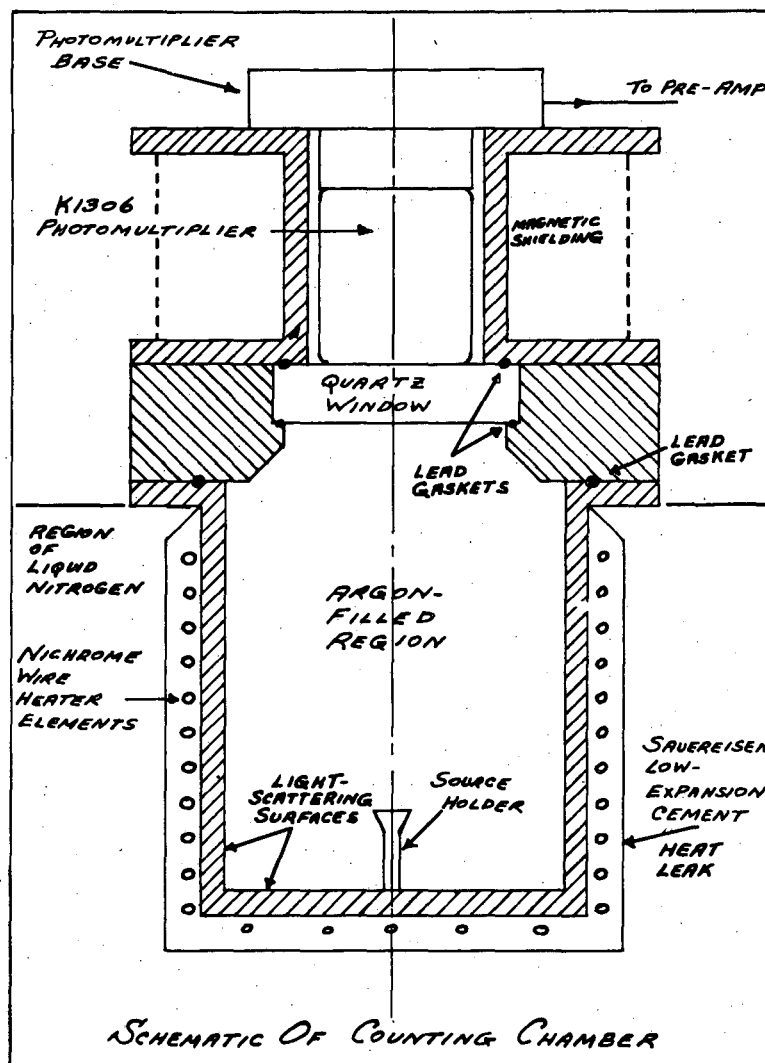 PHOTOMULTIPLIER
BASE
TO PRE-AMP
K1306
PHOTOMULTIPLIER
MAGNETIC
SHIELDING
QUARTZ
WINDOW
LEAD
GASKETS
LEAD
GASKET
REGION
OF
LIQUID
NITROGEN
ARGON-
FILLED
REGION
NICHROME
WIRE
HEATER
ELEMENTS
LIGHT-
SCATTERING
SURFACES
SOURCE
HOLDER
SAUEREISEN
LOW-
EXPANSION
CEMENT
HEAT
LEAK
SCHEMATIC OF COUNTING CHAMBER